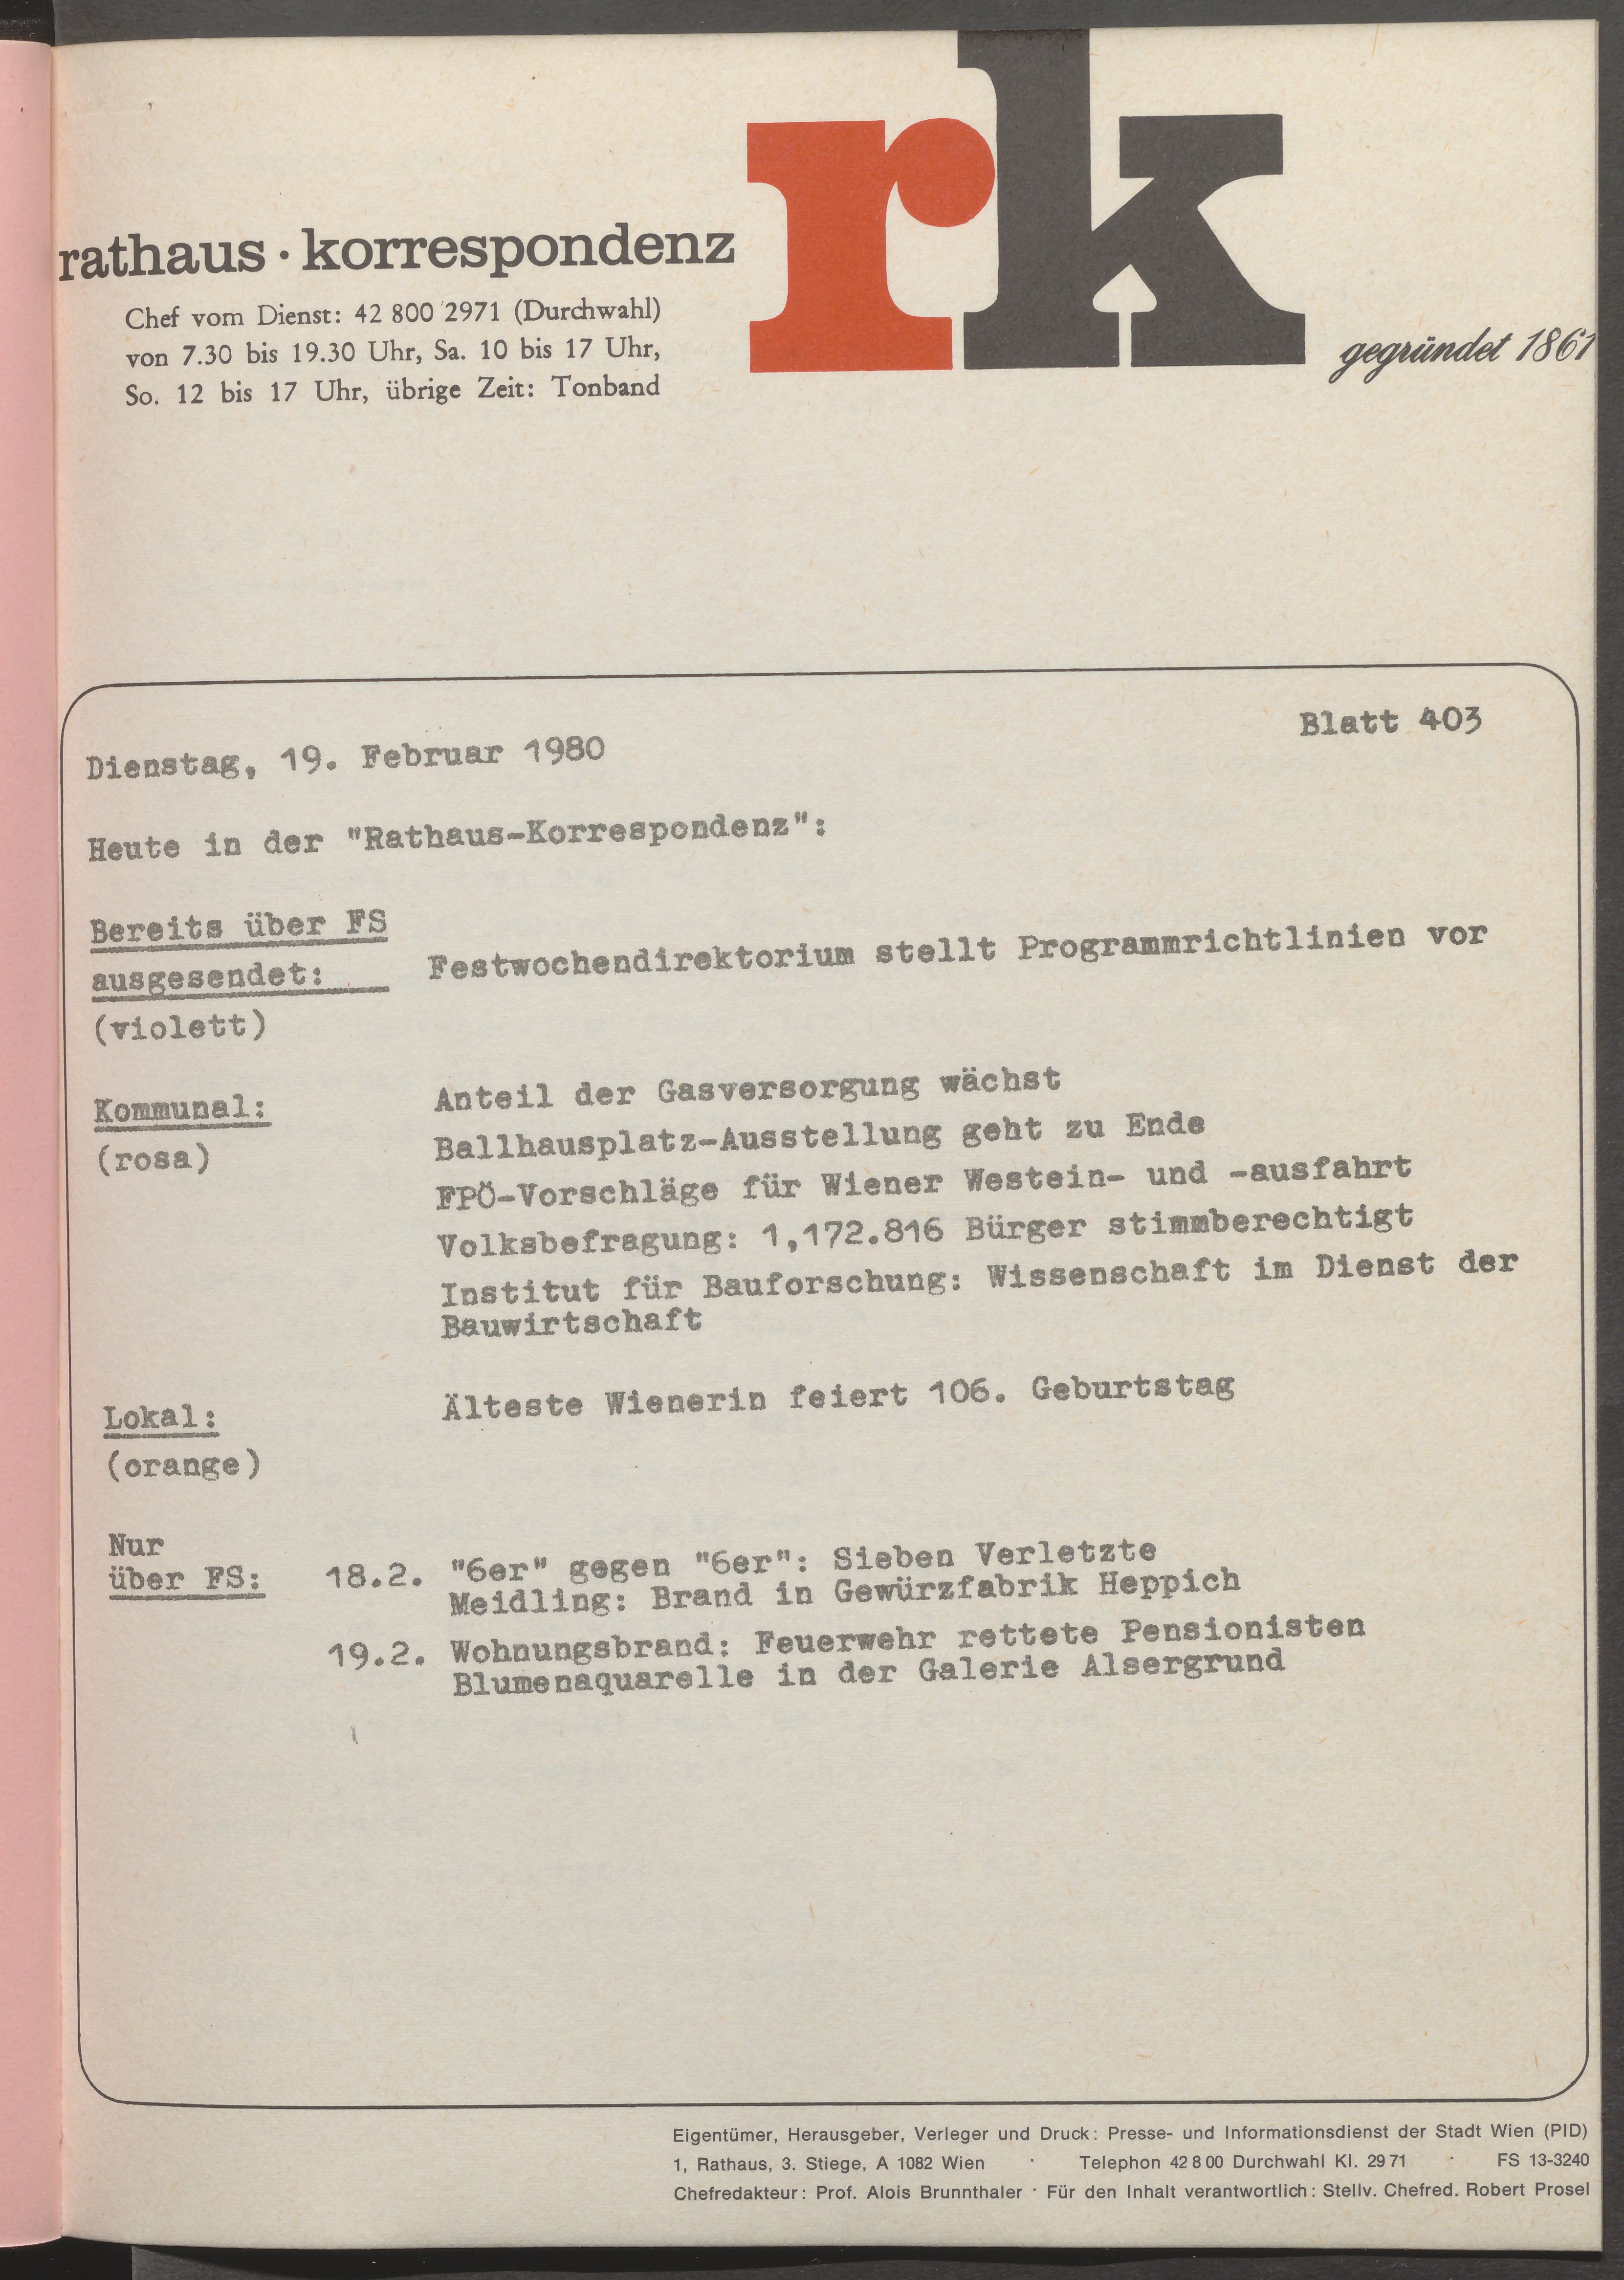 rk
rathaus · korrespondenz
Chef vom Dienst: 42 800 2971 (Durchwahl)
von 7.30 bis 19.30 Uhr, Sa. 10 bis 17 Uhr,
So. 12 bis 17 Uhr, übrige Zeit: Tonband
gegründet 1861
Blatt 403
Dienstag, 19. Februar 1980
Heute in der "Rathaus-Korrespondenz":
Bereits über FS
ausgesendet: Festwochendirektorium stellt Programmrichtlinien vor
(violett)
Kommunal: Anteil der Gasversorgung wächst
(rosa) Ballhausplatz-Ausstellung geht zu Ende
FPÖ-Vorschläge für Wiener Westein- und -ausfahrt
Volksbefragung: 1,172.816 Bürger stimmberechtigt
Institut für Bauforschung: Wissenschaft im Dienst der
Bauwirtschaft
Lokal: Älteste Wienerin feiert 106. Geburtstag
(orange)
Nur
über FS: 18.2. "6er" gegen "6er": Sieben Verletzte
Meidling: Brand in Gewürzfabrik Heppich
19.2. Wohnungsbrand: Feuerwehr rettete Pensionisten
Blumenaquarelle in der Galerie Alsergrund
Eigentümer, Herausgeber, Verleger und Druck: Presse- und Informationsdienst der Stadt Wien (PID)
1, Rathaus, 3. Stiege, A 1082 Wien · Telephon 42 8 00 Durchwahl Kl. 29 71 · FS 13-3240
Chefredakteur: Prof. Alois Brunnthaler · Für den Inhalt verantwortlich: Stellv. Chefred. Robert Prosel